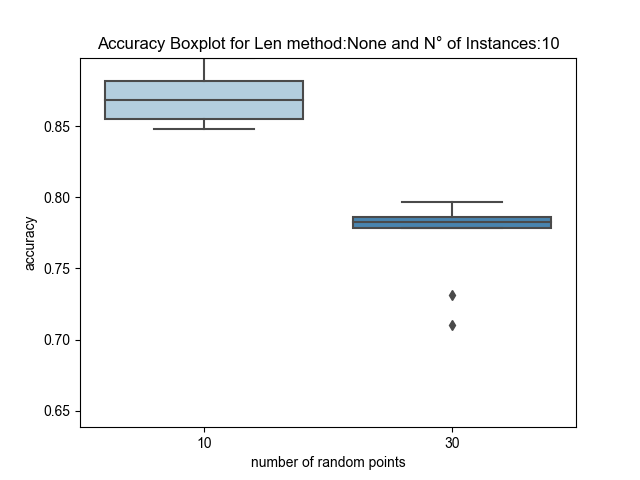 Accuracy Boxplot for Len method:None and N° of Instances:10
0.85
0.80
0.75
0.70
0.65
accuracy
10 30
number of random points